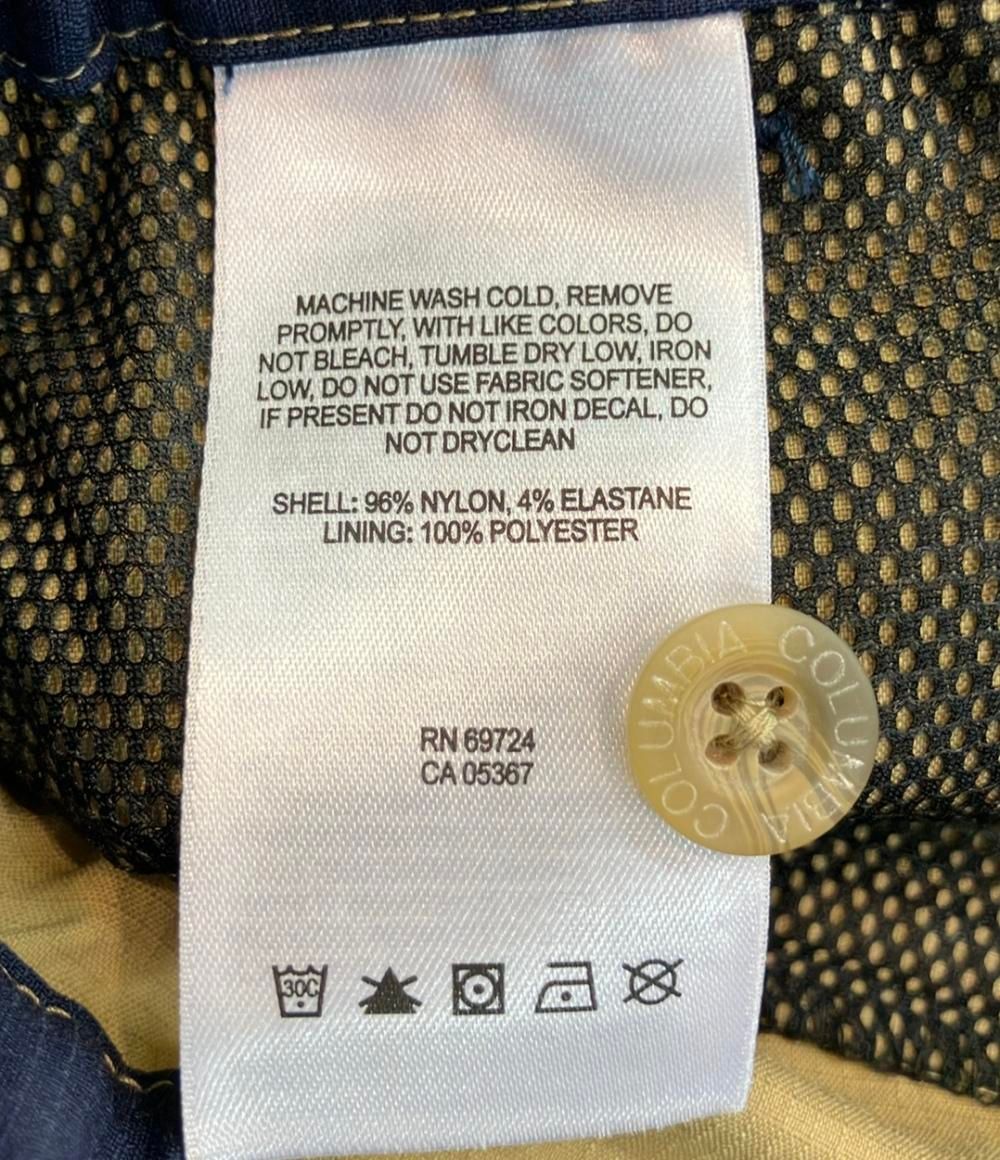 MACHINE WASH COLD, REMOVE
PROMPTLY, WITH LIKE COLORS, DO
NOT BLEACH, TUMBLE DRY LOW, IRON
LOW, DO NOT USE FABRIC SOFTENER,
IF PRESENT DO NOT IRON DECAL, DO
NOT DRYCLEAN
SHELL: 96% NYLON, 4% ELASTANE
LINING: 100% POLYESTER
COLUMBIA COLUMBIA
RN 69724
CA 05367
30C